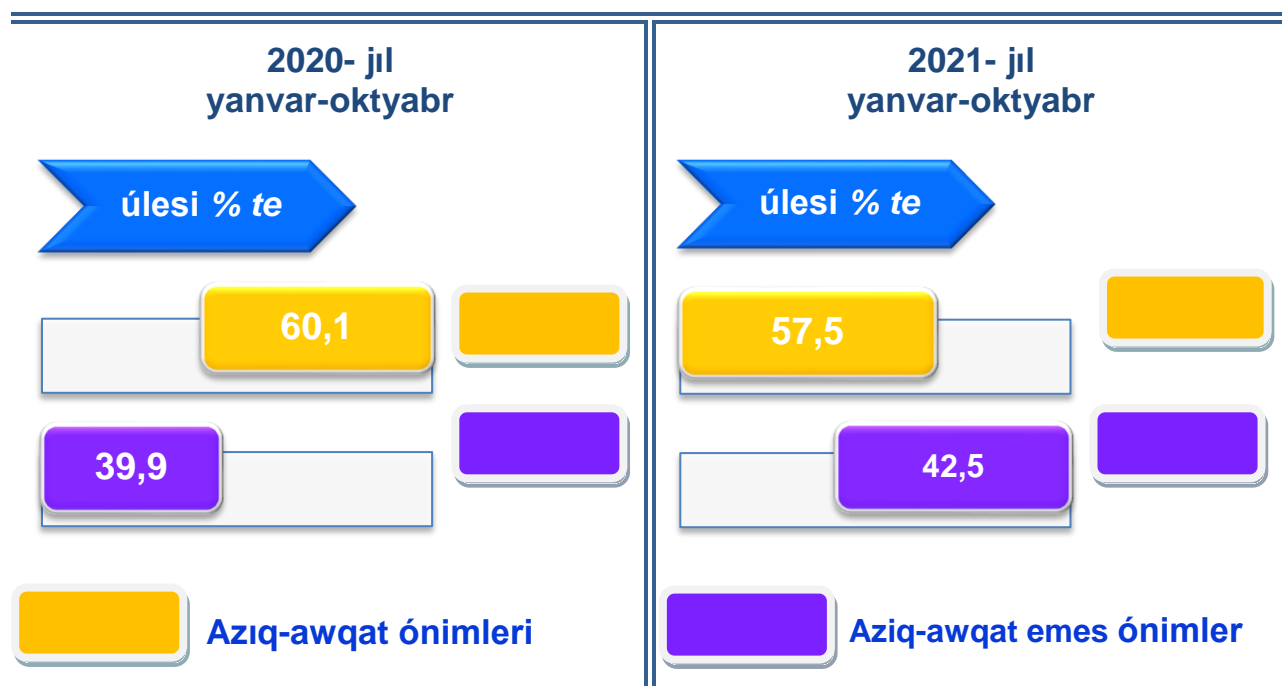 2020- jıl
yanvar-oktyabr
úlesi % te
60,1
39,9
Azıq-awqat ónimleri
2021- jıl
yanvar-oktyabr
úlesi % te
57,5
42,5
Aziq-awqat emes ónimler